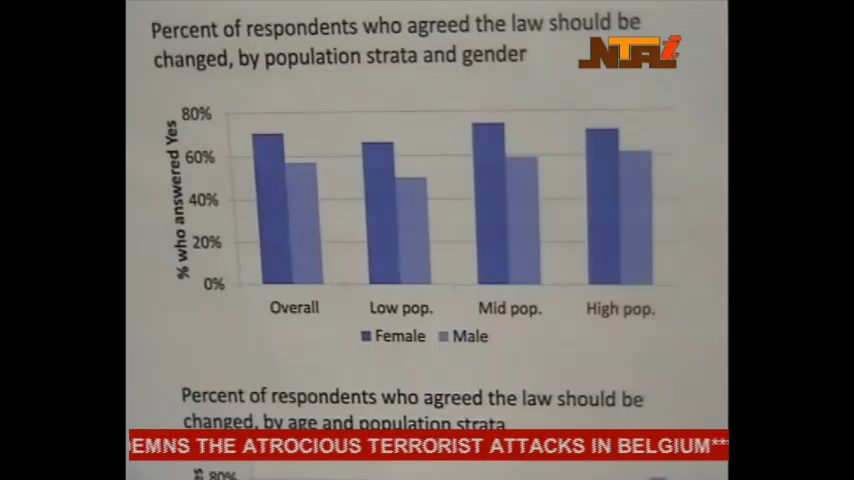 Percent of respondents who agreed the law should be
changed, by population strata and gender
NTAi
80%
60%
40%
20%
0%
% who answered Yes
Overall Low pop. Mid pop. High pop.
Female Male
Percent of respondents who agreed the law should be
changed, by age and population strata
EMNS THE ATROCIOUS TERRORIST ATTACKS IN BELGIUM**
80%